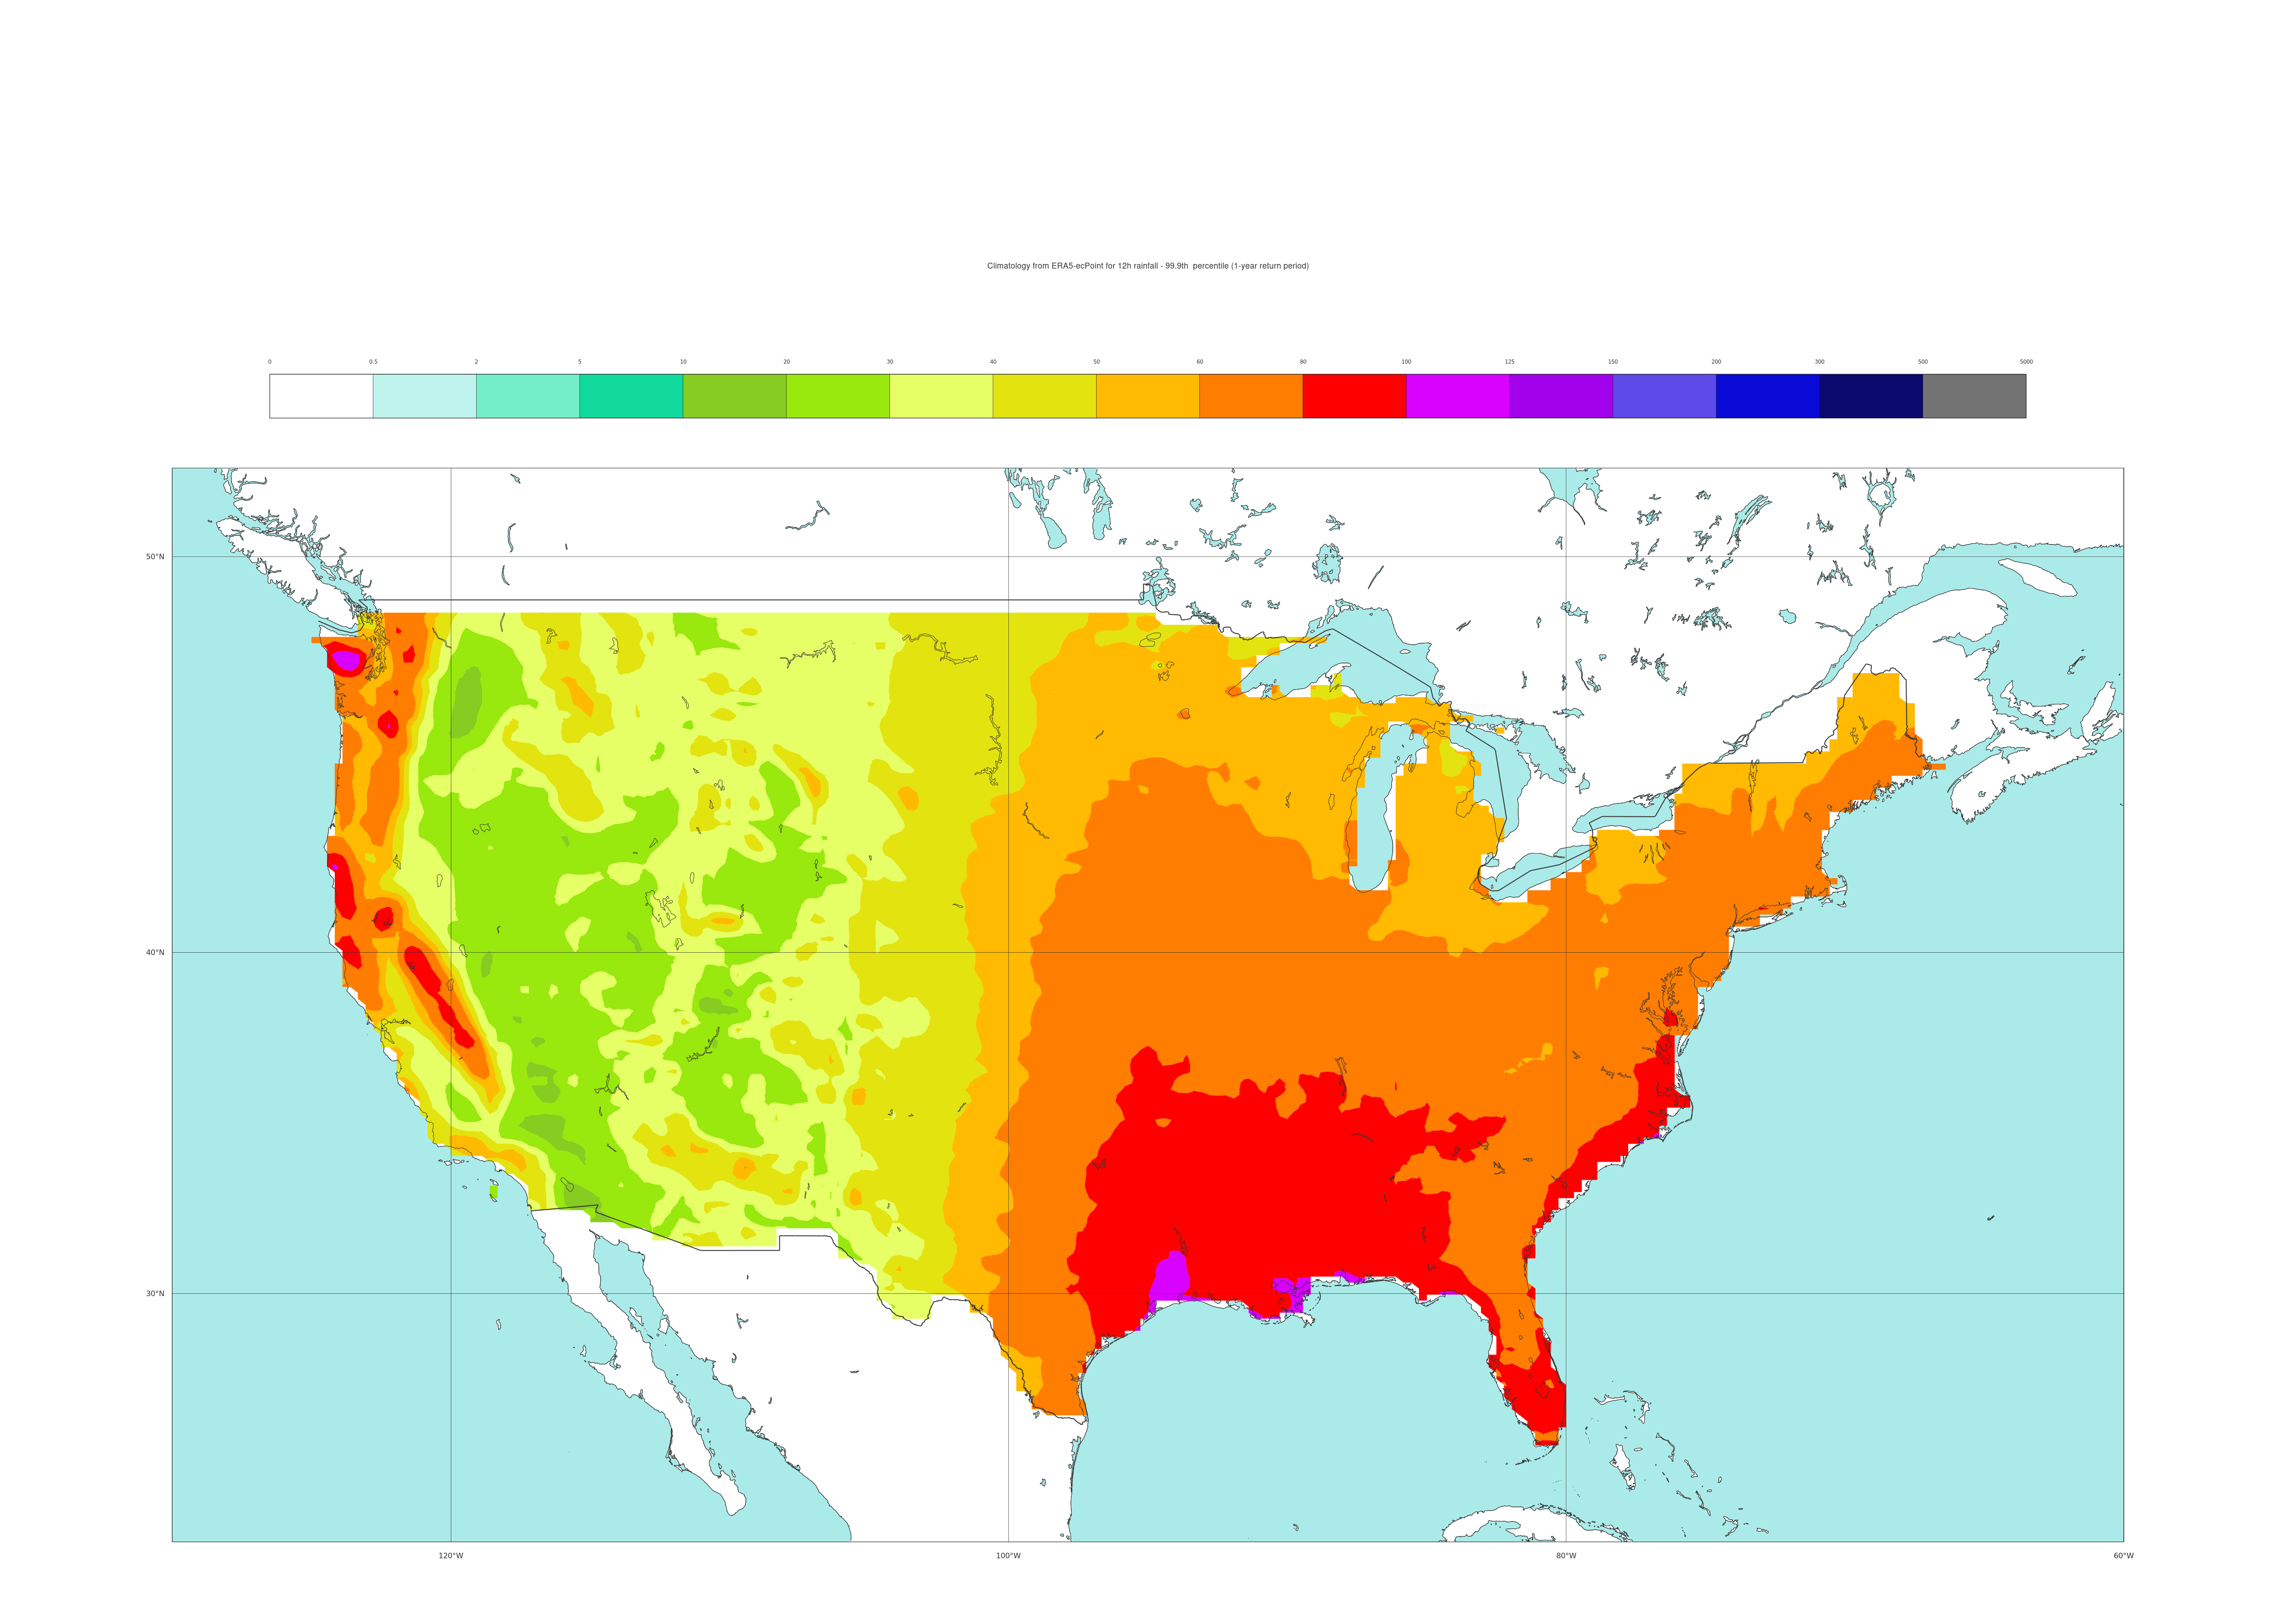 Climatology from ERA5-ecPoint for 12h rainfall - 99.9th  percentile (1-year return period)
0 0.5 2 5 10 20 30 40 50 60 80 100 125 150 200 300 500 5000
50°N
40°N
30°N
120°W 100°W 80°W 60°W